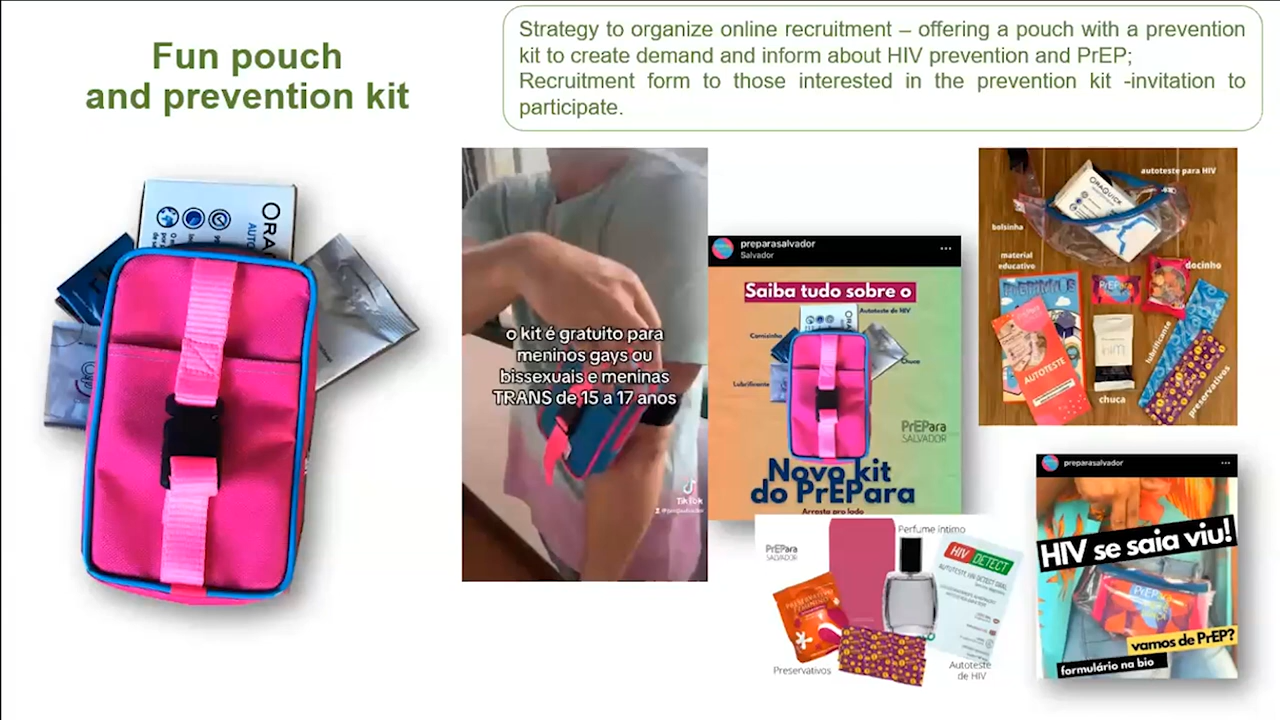 Fun pouch
and prevention kit
Strategy to organize online recruitment – offering a pouch with a prevention
kit to create demand and inform about HIV prevention and PrEP;
Recruitment form to those interested in the prevention kit -invitation to
participate.
o kit é gratuito para
meninos gays ou
bissexuais e meninas
TRANS de 15 a 17 anos
TikTok
preparasalvador
Salvador
Saiba tudo sobre o
Autoteste de HIV
Camisinha
Chuca
Lubrificante
PrEPara
SALVADOR
Novo kit
do PrEPara
Arrasta pro lado
autoteste para HIV
ORAQUICK
bolsinha
material
educativo
docinho
PrEPara
AUTOTESTE
lubrificante
chuca
preservativos
PrEPara
SALVADOR
Perfume íntimo
HIV DETECT
Preservativos
Autoteste
de HIV
preparasalvador
HIV se saia viu!
PrEP
vamos de PrEP?
formulário na bio